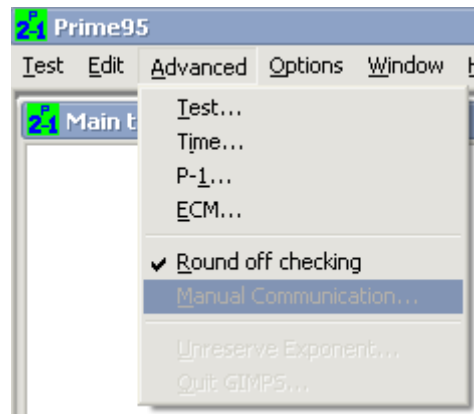 Prime95
Test Edit Advanced Options Window
Main
Test...
Time...
P-1...
ECM...
Round off checking
Manual Communication...
Unreserve Exponent...
Quit GIMPS...